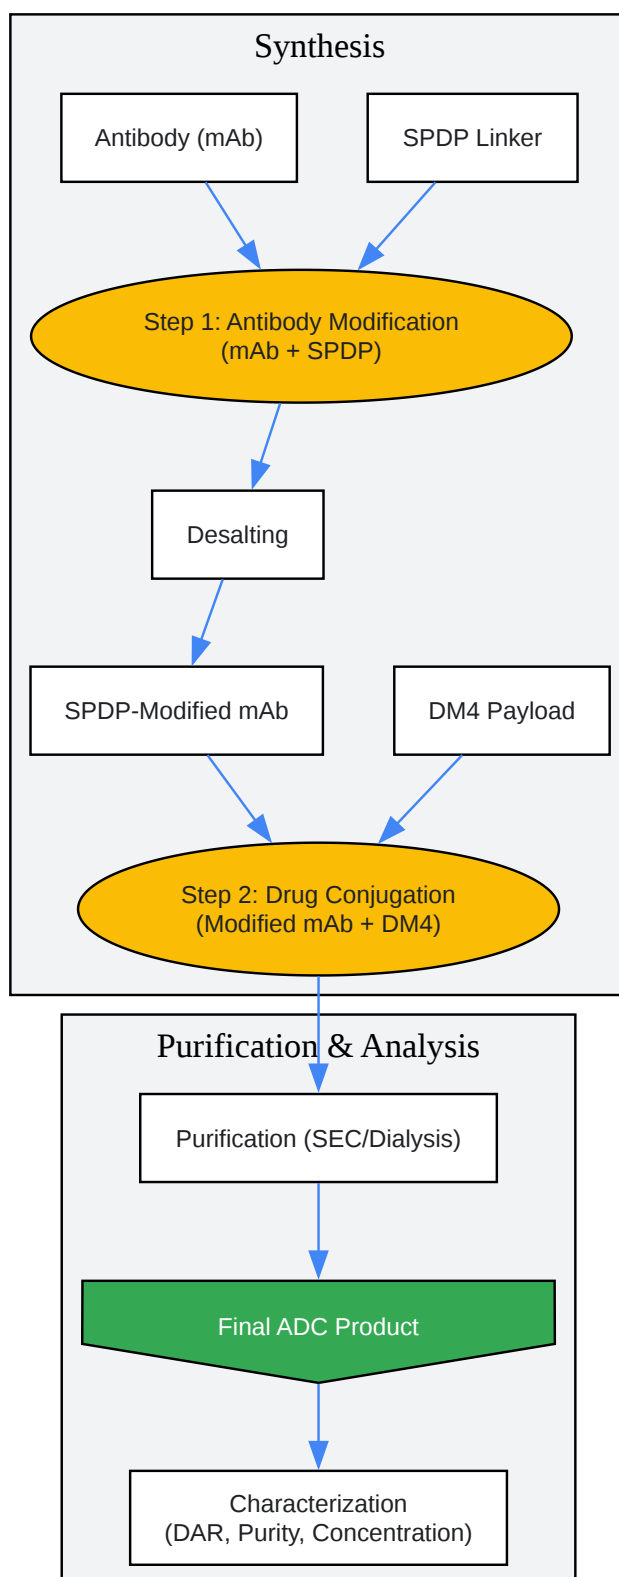 Synthesis
Antibody (mAb)
SPDP Linker
Step 1: Antibody Modification
(mAb + SPDP)
Desalting
SPDP-Modified mAb
DM4 Payload
Step 2: Drug Conjugation
(Modified mAb + DM4)
Purification & Analysis
Purification (SEC/Dialysis)
Final ADC Product
Characterization
(DAR, Purity, Concentration)